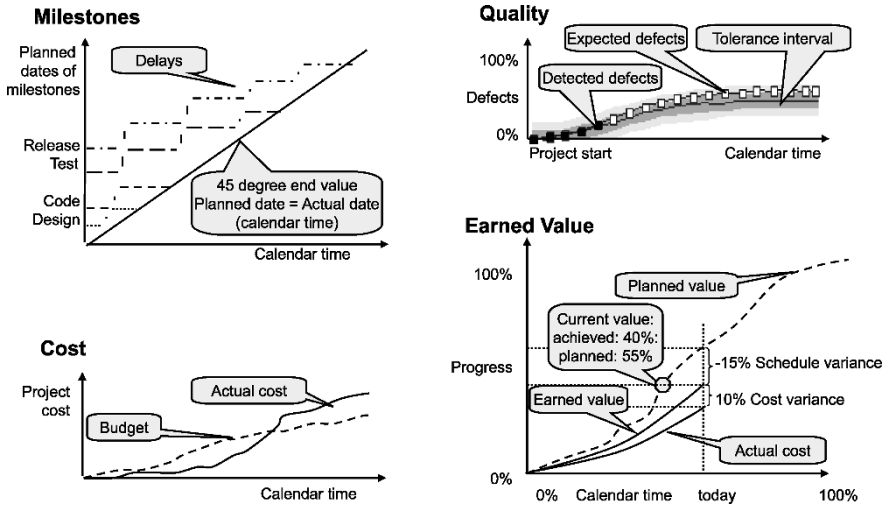 Milestones
Planned
dates of
milestones
Delays
Release
Test
Code
Design
45 degree end value
Planned date = Actual date
(calendar time)
Calendar time
Quality
Expected defects
Tolerance interval
100%
Detected defects
Defects
0%
Project start
Calendar time
Cost
Project
cost
Actual cost
Budget
Calendar time
Earned Value
100%
Planned value
Current value:
achieved: 40%:
planned: 55%
Progress
-15% Schedule variance
Earned value
10% Cost variance
Actual cost
0%
0%
Calendar time
today
100%